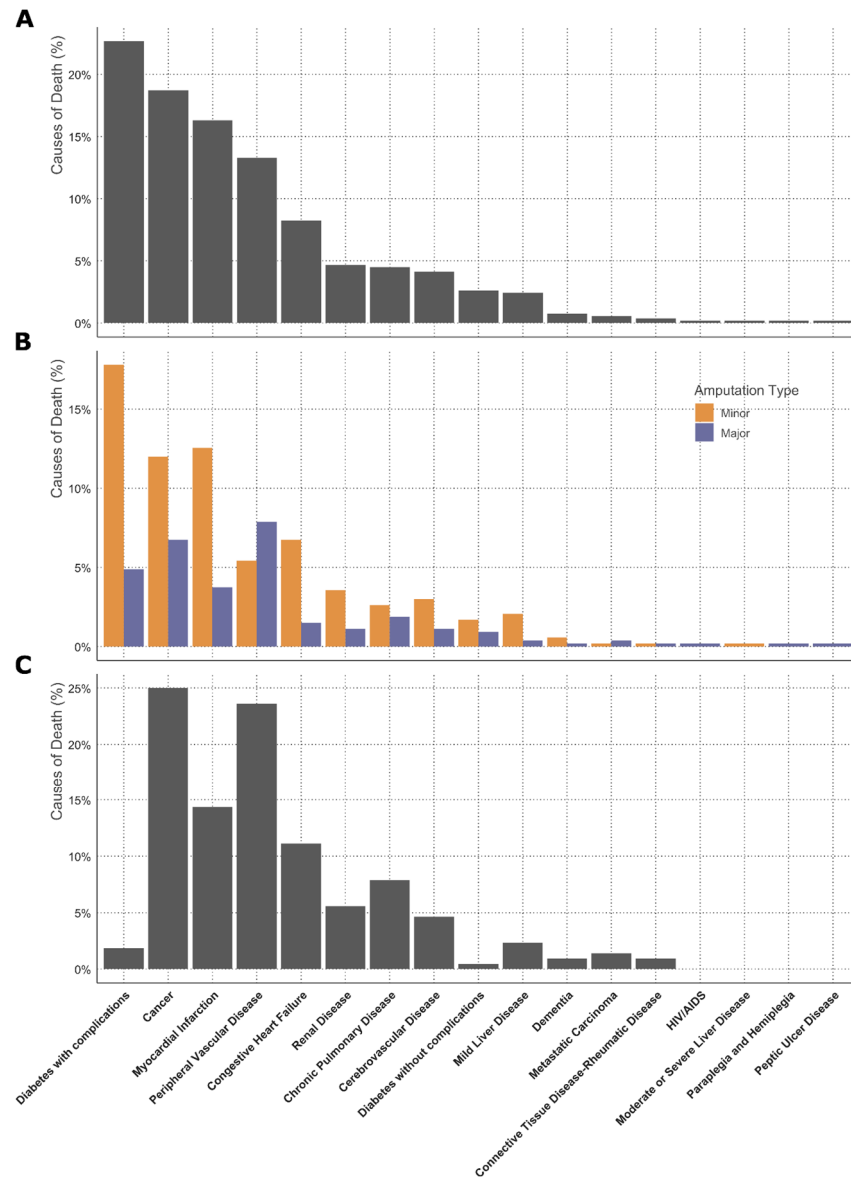 A
Causes of Death (%)
20%
15%
10%
5%
0%
B
Causes of Death (%)
15%
10%
5%
0%
Amputation Type
Minor
Major
C
Causes of Death (%)
25%
20%
15%
10%
5%
0%
Diabetes with complications
Cancer
Myocardial Infarction
Peripheral Vascular Disease
Congestive Heart Failure
Renal Disease
Chronic Pulmonary Disease
Cerebrovascular Disease
Diabetes without complications
Mild Liver Disease
Dementia
Metastatic Carcinoma
Connective Tissue Disease-Rheumatic Disease
HIV/AIDS
Moderate or Severe Liver Disease
Paraplegia and Hemiplegia
Peptic Ulcer Disease